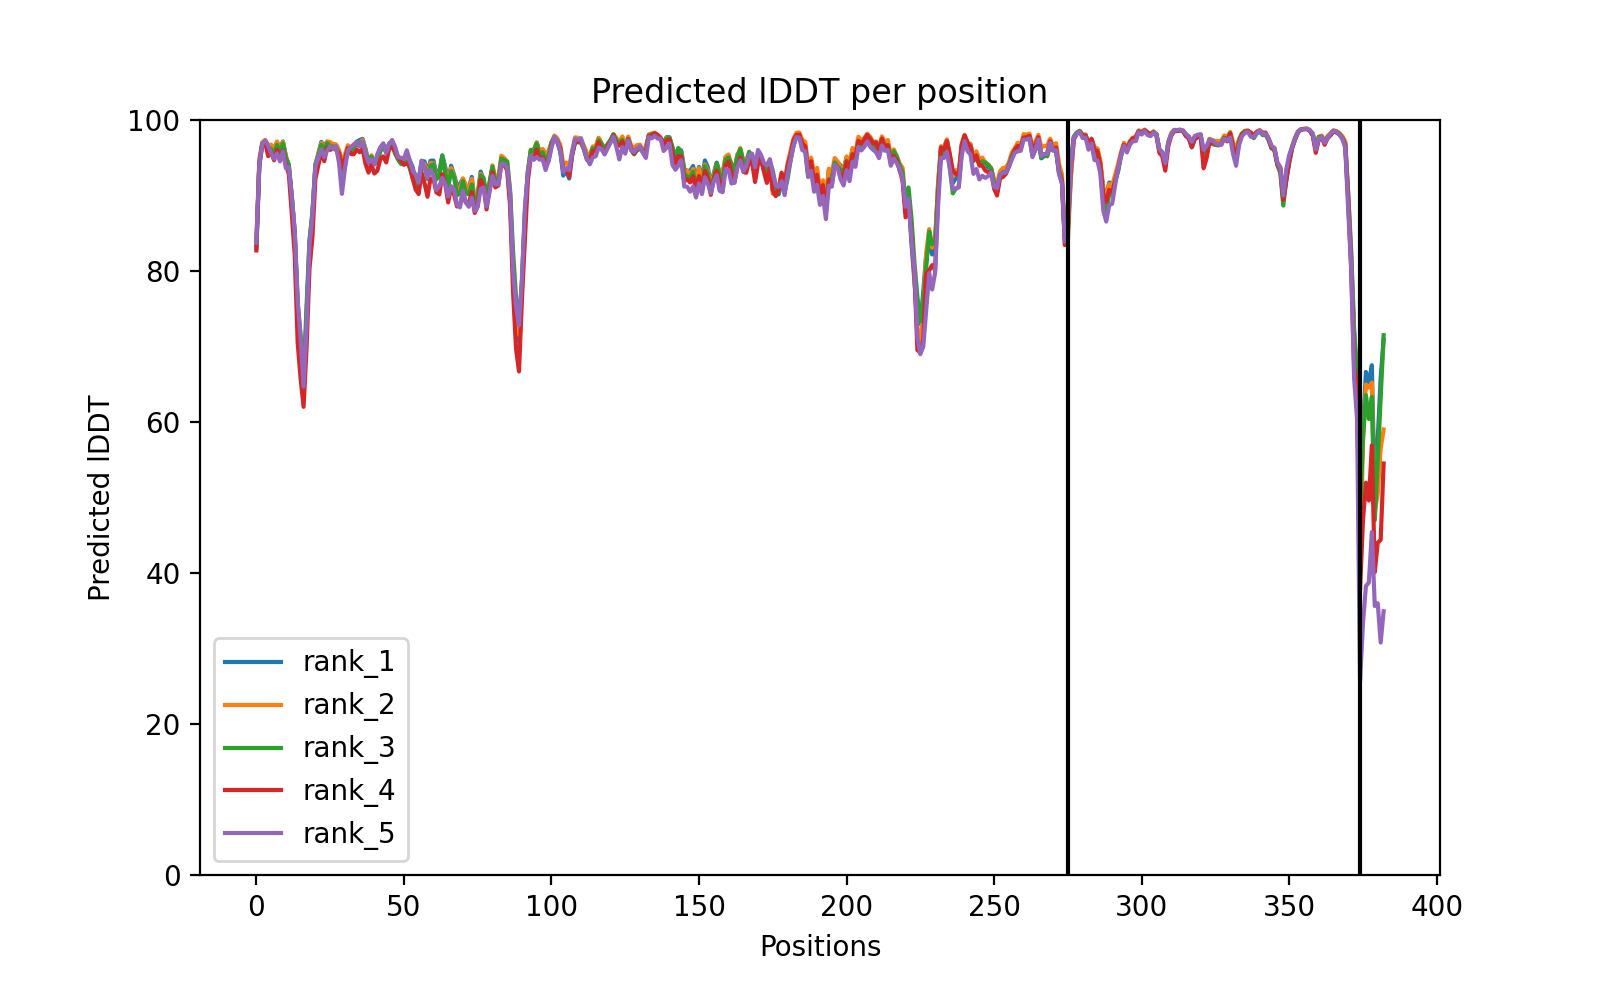 Predicted lDDT per position
100
80
60
40
20
0
Predicted lDDT
rank_1
rank_2
rank_3
rank_4
rank_5
0 50 100 150 200 250 300 350 400
Positions